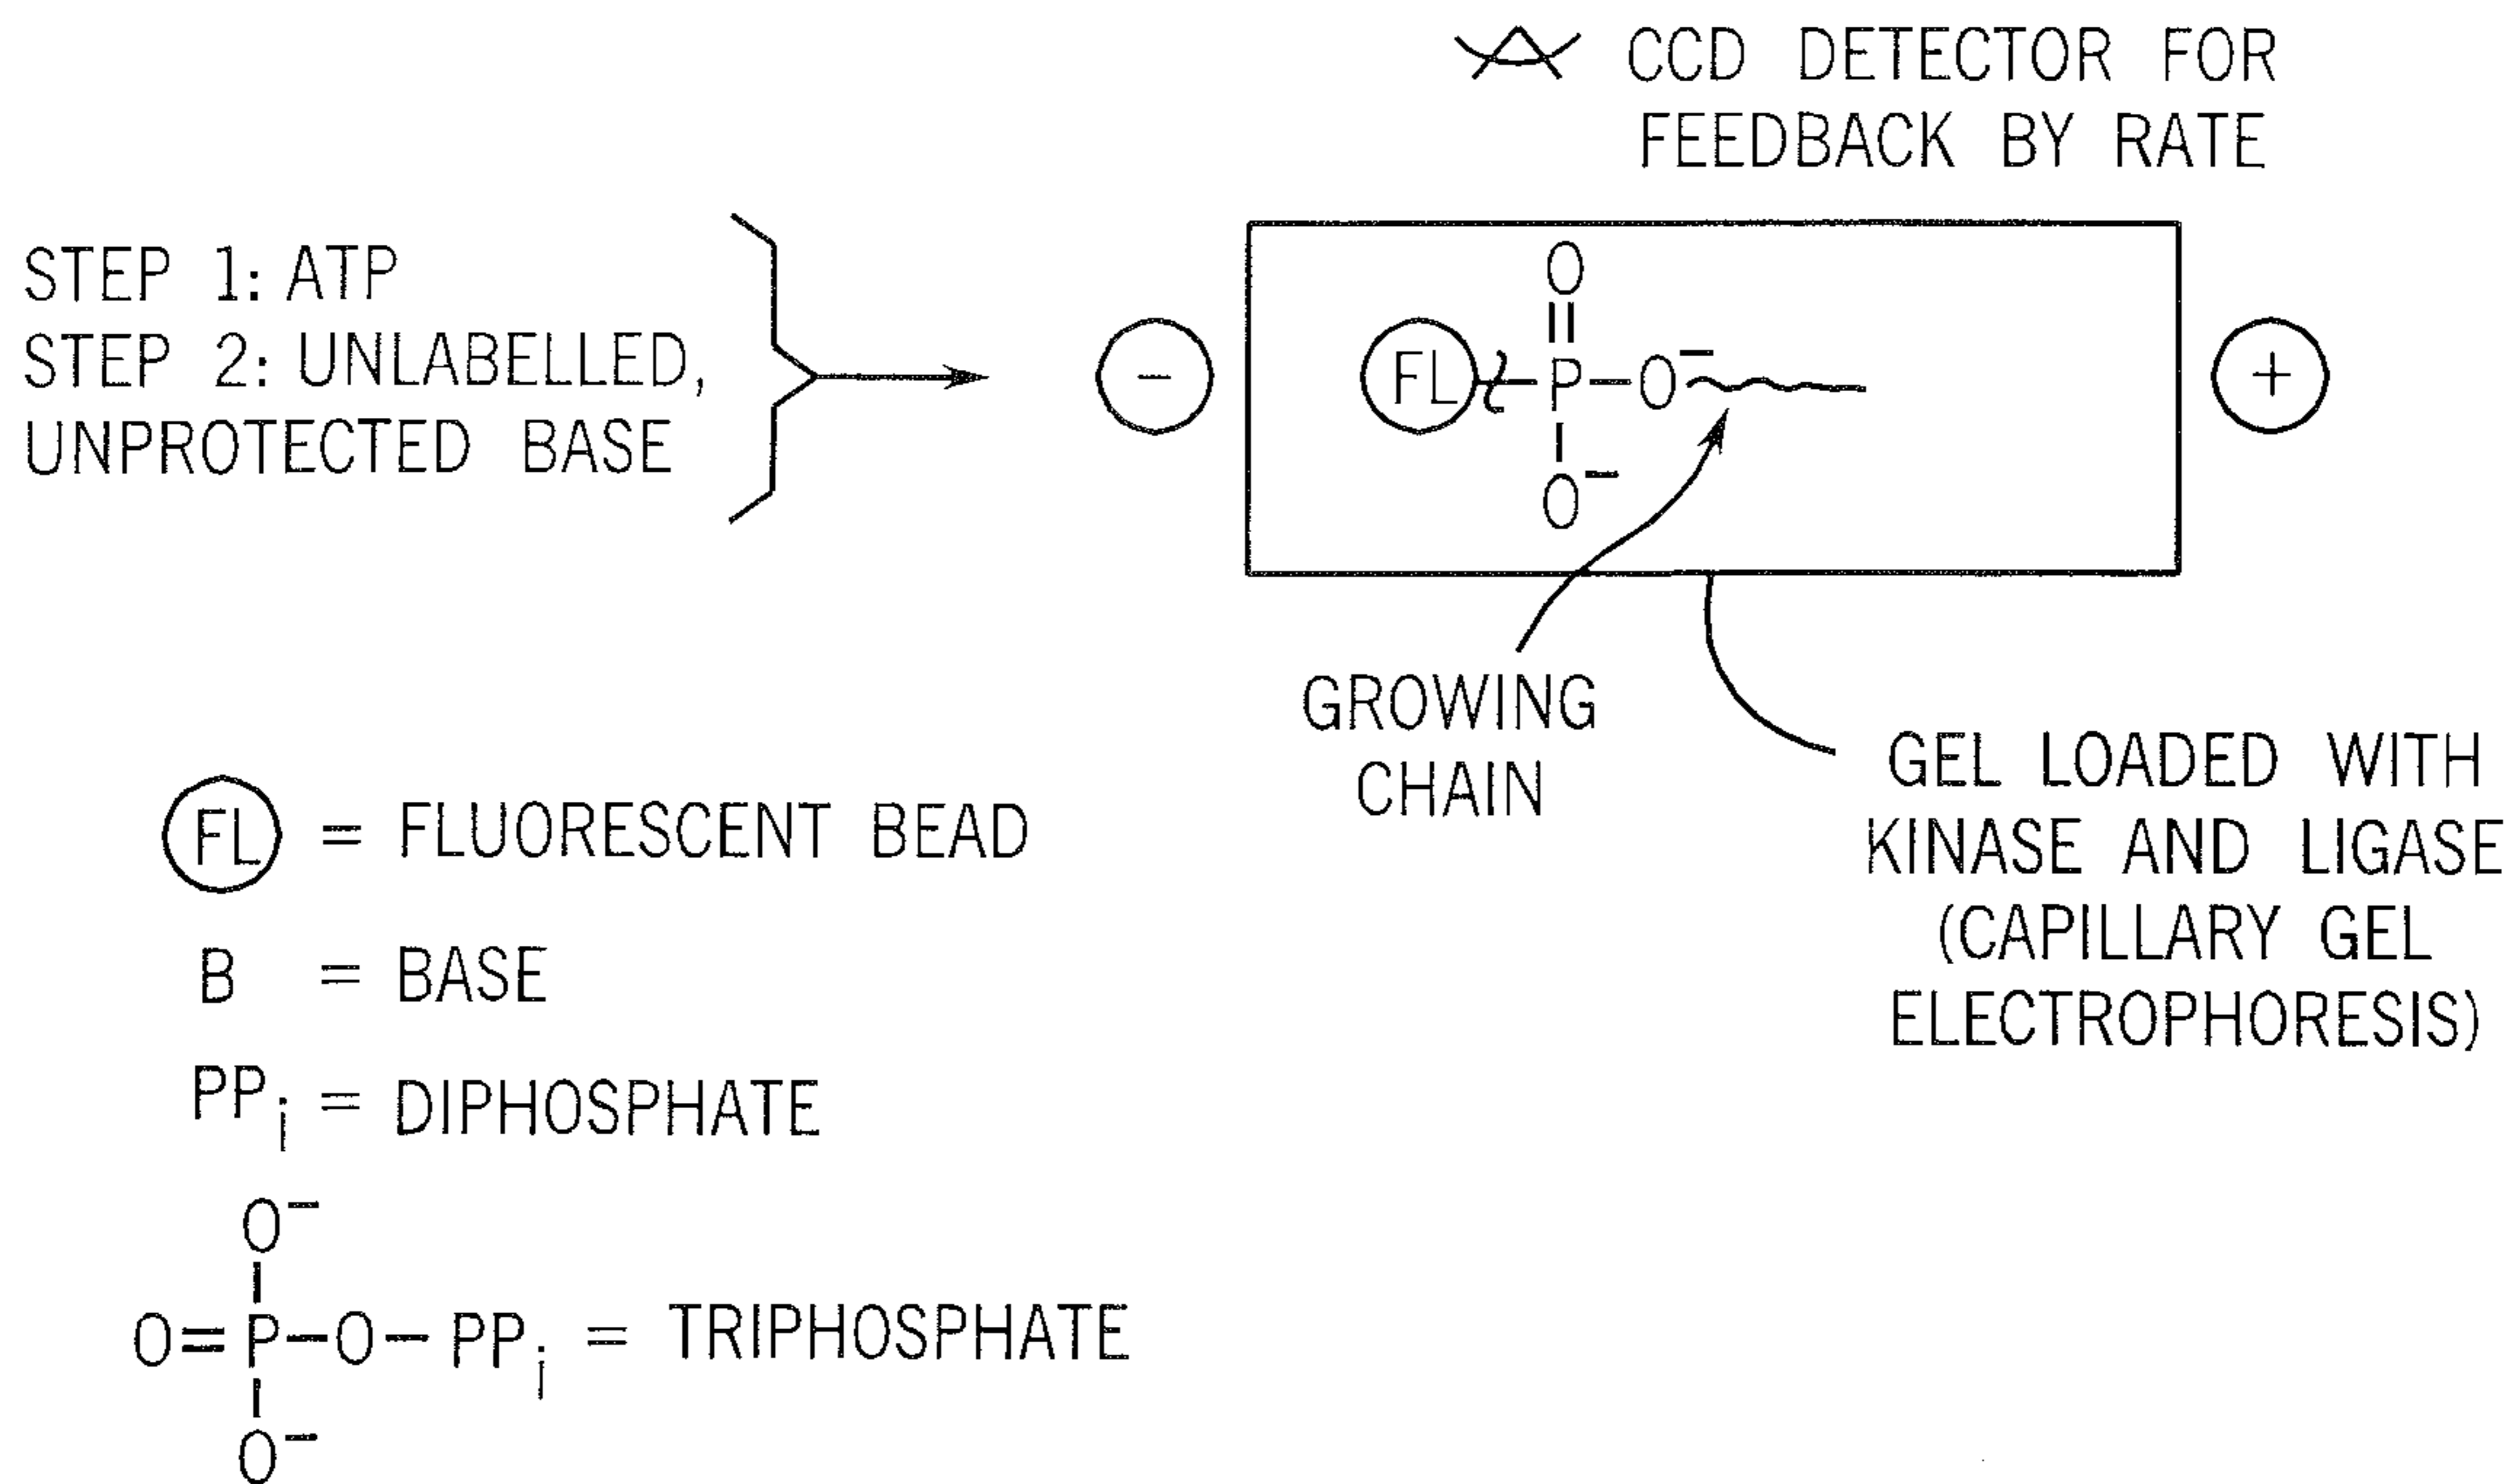 CCD DETECTOR FOR
FEEDBACK BY RATE
STEP 1: ATP
STEP 2: UNLABELLED,
UNPROTECTED BASE
−
O
FL P O−
O−
+
GROWING
CHAIN
GEL LOADED WITH
KINASE AND LIGASE
(CAPILLARY GEL
ELECTROPHORESIS)
FL = FLUORESCENT BEAD
B = BASE
PPi = DIPHOSPHATE
O−
O=P−O−PPi = TRIPHOSPHATE
O−